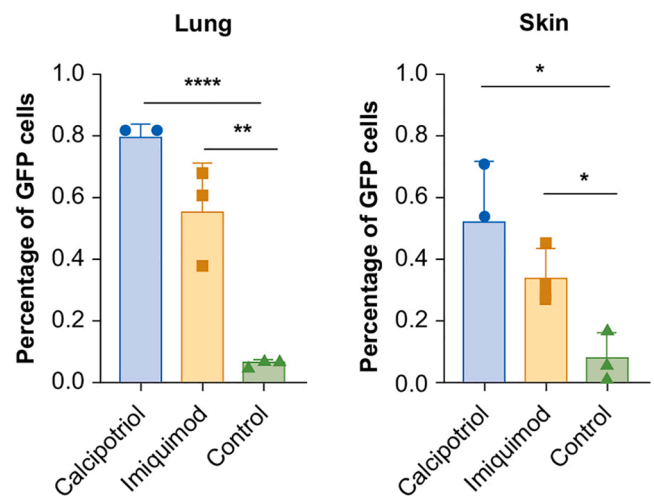 Lung
Percentage of GFP cells
1.0
0.8
0.6
0.4
0.2
0.0
****
**
Calcipotriol
Imiquimod
Control
Skin
Percentage of GFP cells
1.0
0.8
0.6
0.4
0.2
0.0
*
*
Calcipotriol
Imiquimod
Control